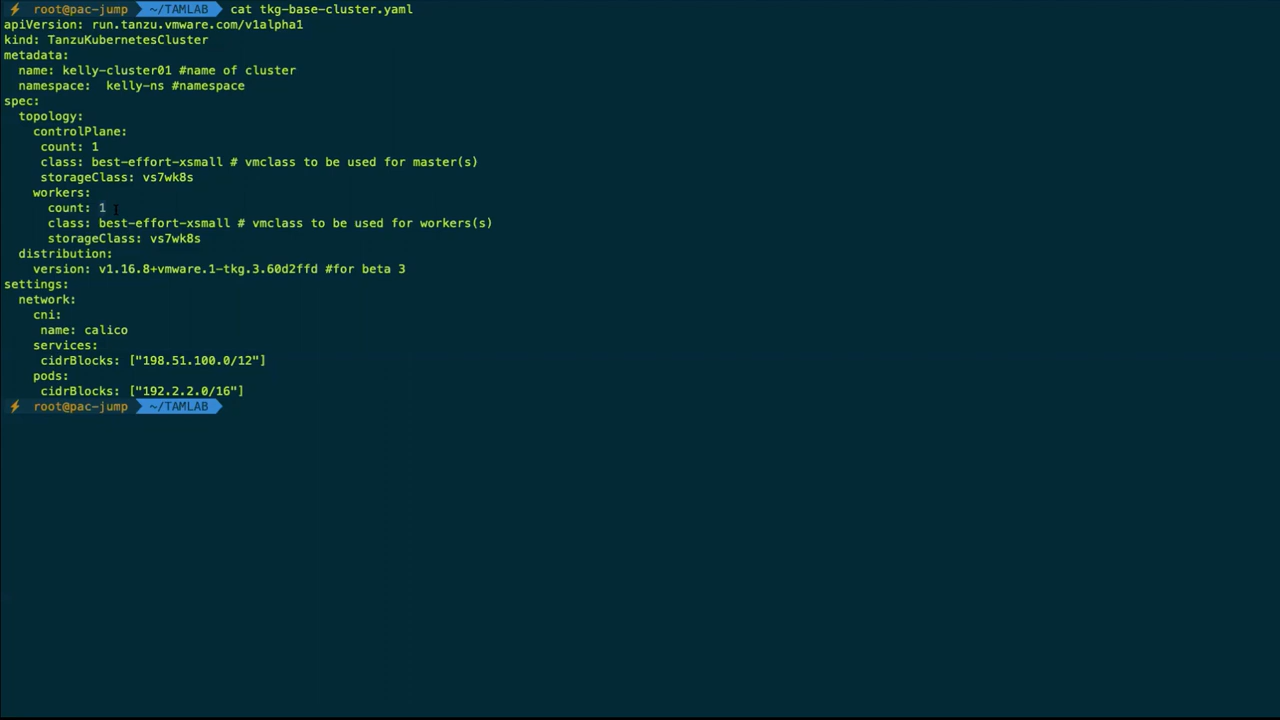 ⚡ root@pac-jump ~/TAMLAB cat tkg-base-cluster.yaml
apiVersion: run.tanzu.vmware.com/v1alpha1
kind: TanzuKubernetesCluster
metadata:
  name: kelly-cluster01 #name of cluster
  namespace:  kelly-ns #namespace
spec:
  topology:
    controlPlane:
     count: 1
     class: best-effort-xsmall # vmclass to be used for master(s)
     storageClass: vs7wk8s
    workers:
      count: 1
      class: best-effort-xsmall # vmclass to be used for workers(s)
      storageClass: vs7wk8s
  distribution:
    version: v1.16.8+vmware.1-tkg.3.60d2ffd #for beta 3
settings:
  network:
    cni:
     name: calico
    services:
     cidrBlocks: ["198.51.100.0/12"]
    pods:
     cidrBlocks: ["192.2.2.0/16"]
⚡ root@pac-jump ~/TAMLAB